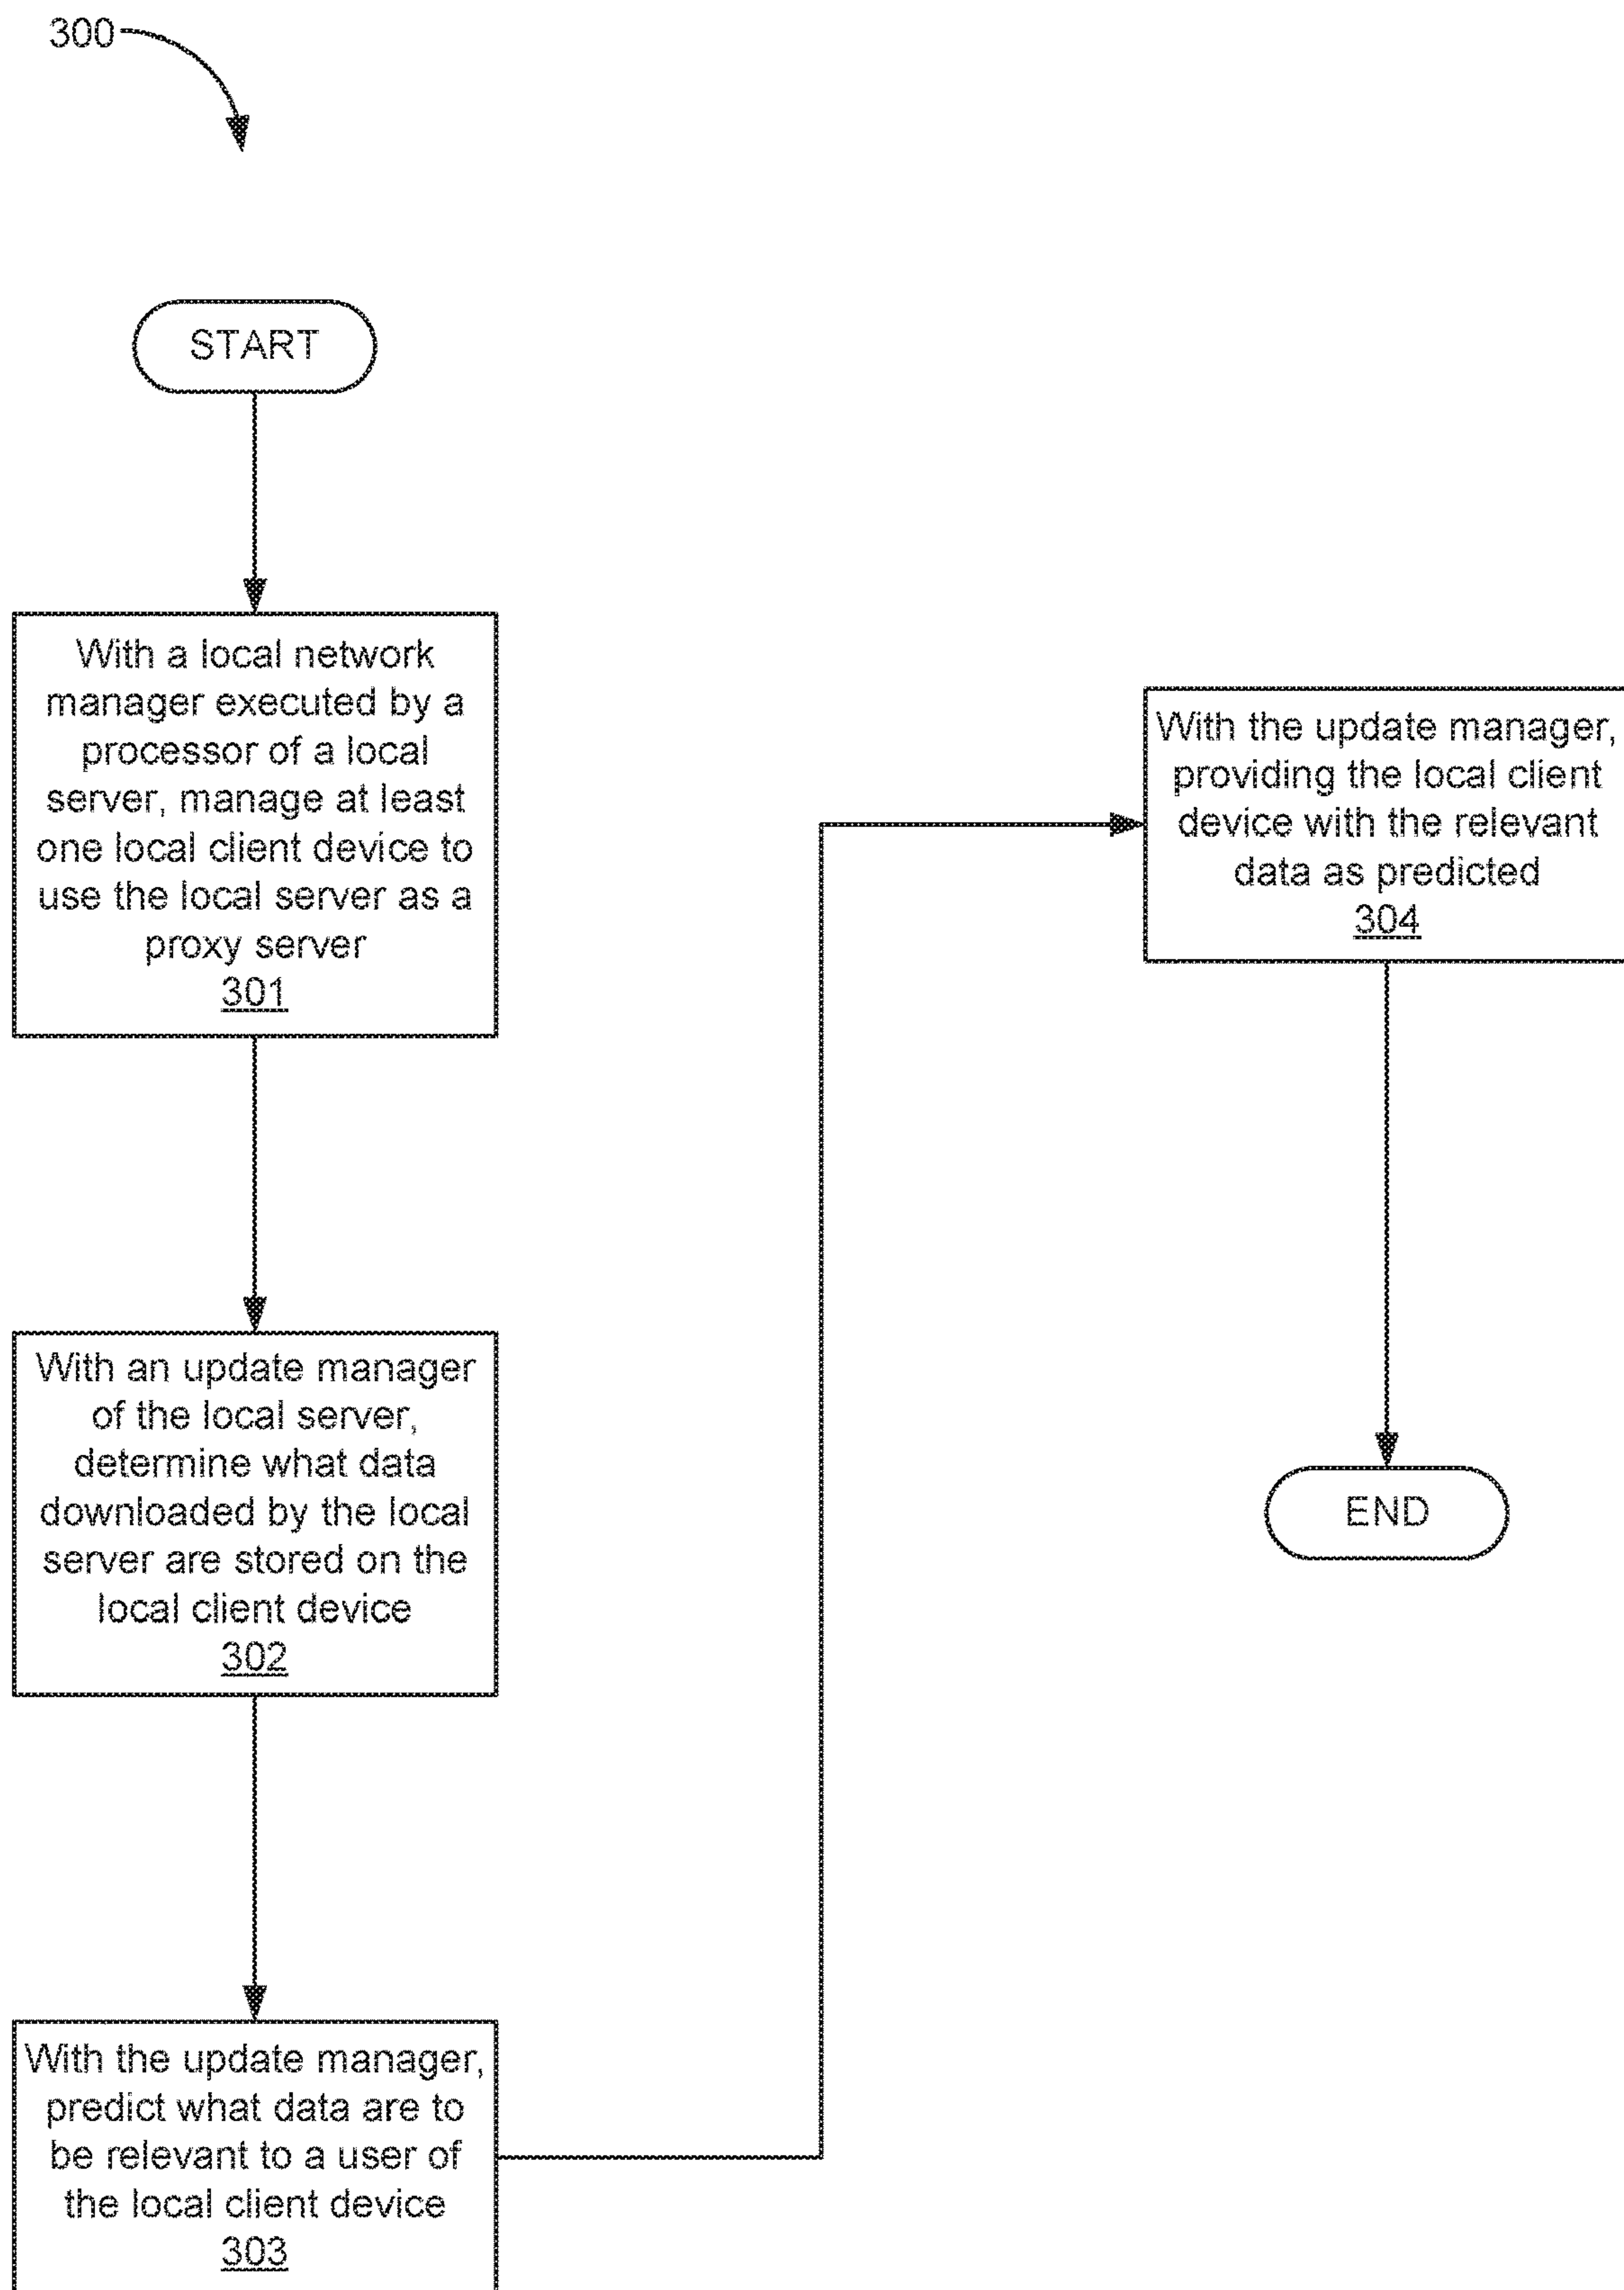 300
START
With a local network
manager executed by a
processor of a local
server, manage at least
one local client device to
use the local server as a
proxy server
301
With an update manager
of the local server,
determine what data
downloaded by the local
server are stored on the
local client device
302
With the update manager,
predict what data are to
be relevant to a user of
the local client device
303
With the update manager,
providing the local client
device with the relevant
data as predicted
304
END